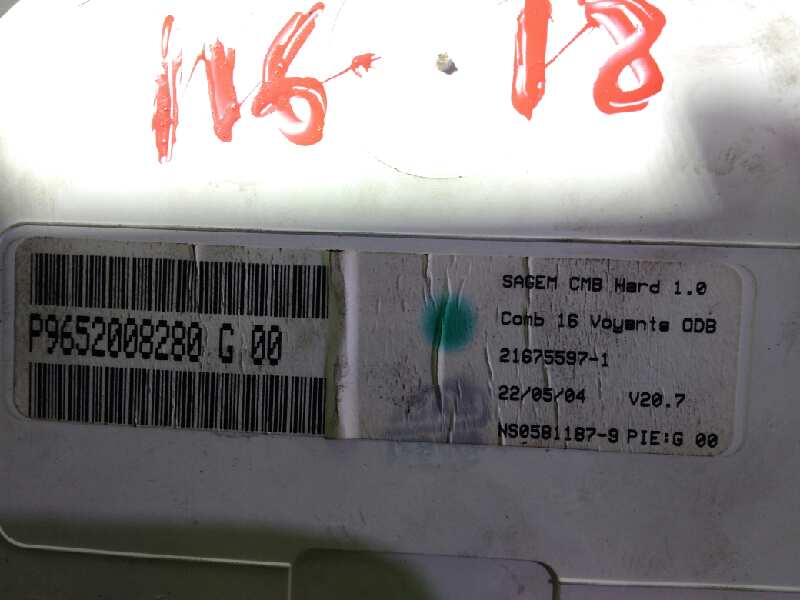 116 - 18
P9652008280 G 00
SAGEM CMB Hard 1.0
Comb 16 Voyants ODB
21675597-1
22/05/04 V20.7
NS0581187-9 PIE:G 00